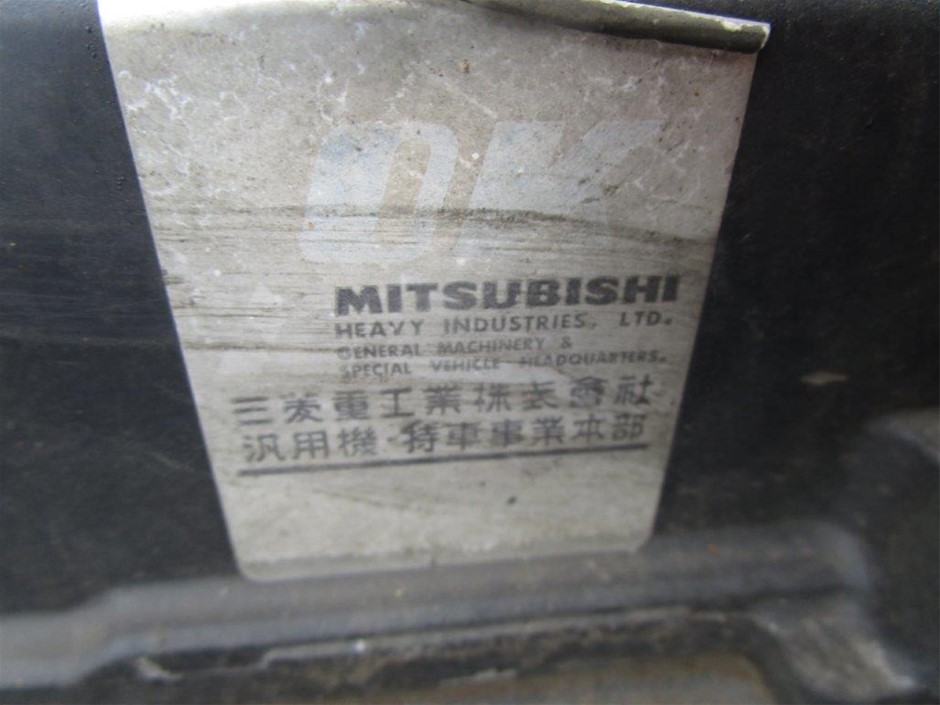 OK
MITSUBISHI
HEAVY INDUSTRIES, LTD.
GENERAL MACHINERY &
SPECIAL VEHICLE HEADQUARTERS.
三菱重工業株式會社
汎用機・特車事業本部